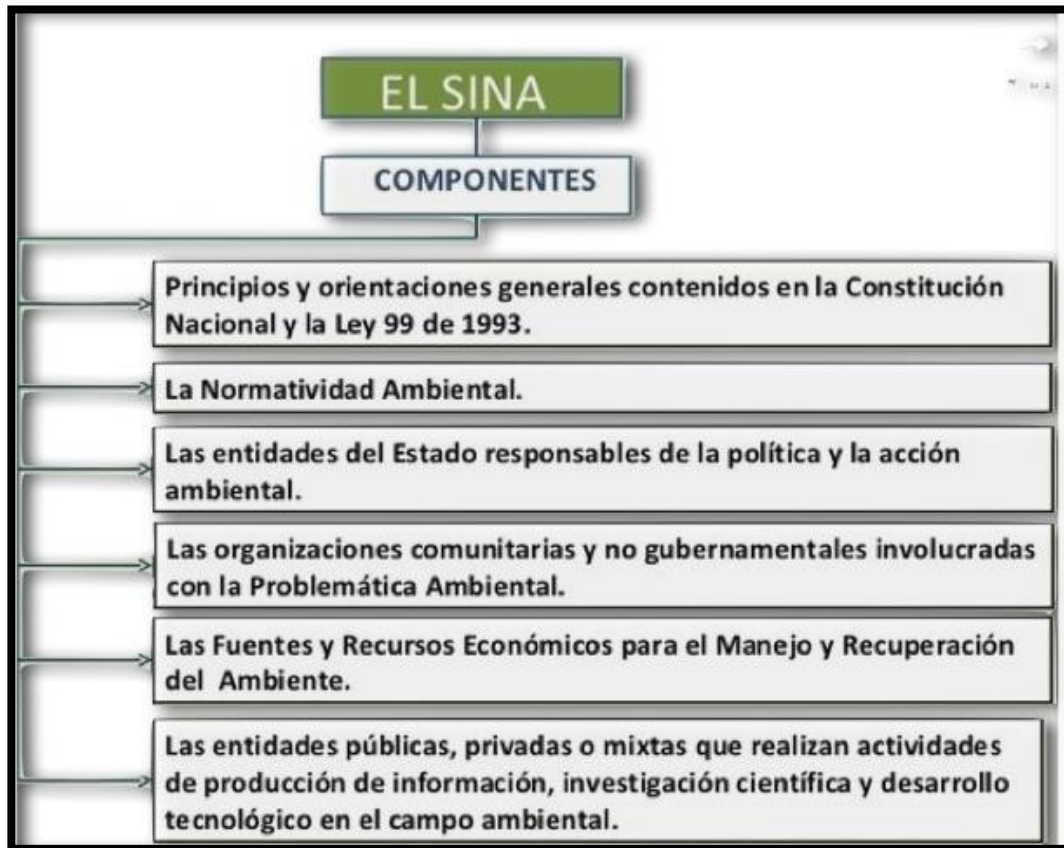 EL SINA
COMPONENTES
Principios y orientaciones generales contenidos en la Constitución
Nacional y la Ley 99 de 1993.
La Normatividad Ambiental.
Las entidades del Estado responsables de la política y la acción
ambiental.
Las organizaciones comunitarias y no gubernamentales involucradas
con la Problemática Ambiental.
Las Fuentes y Recursos Económicos para el Manejo y Recuperación
del Ambiente.
Las entidades públicas, privadas o mixtas que realizan actividades
de producción de información, investigación científica y desarrollo
tecnológico en el campo ambiental.